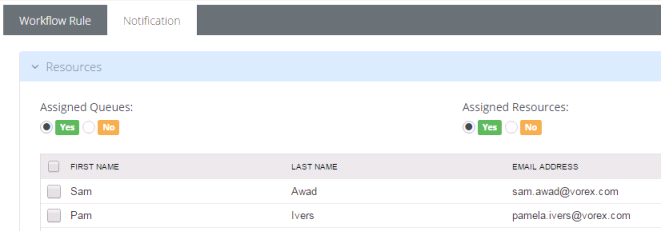 Workflow Rule Notification
Resources
Assigned Queues: Assigned Resources:
Yes No Yes No
FIRST NAME LAST NAME EMAIL ADDRESS
Sam Awad sam.awad@vorex.com
Pam Ivers pamela.ivers@vorex.com